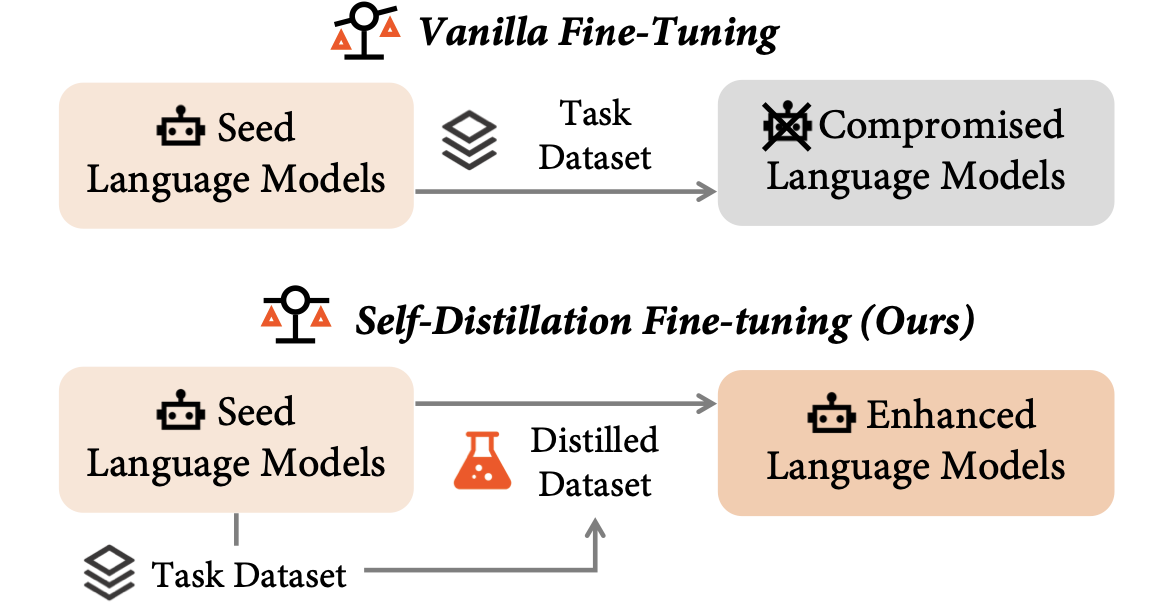 Vanilla Fine-Tuning
Seed
Language Models
Task
Dataset
Compromised
Language Models
Self-Distillation Fine-tuning (Ours)
Seed
Language Models
Distilled
Dataset
Enhanced
Language Models
Task Dataset